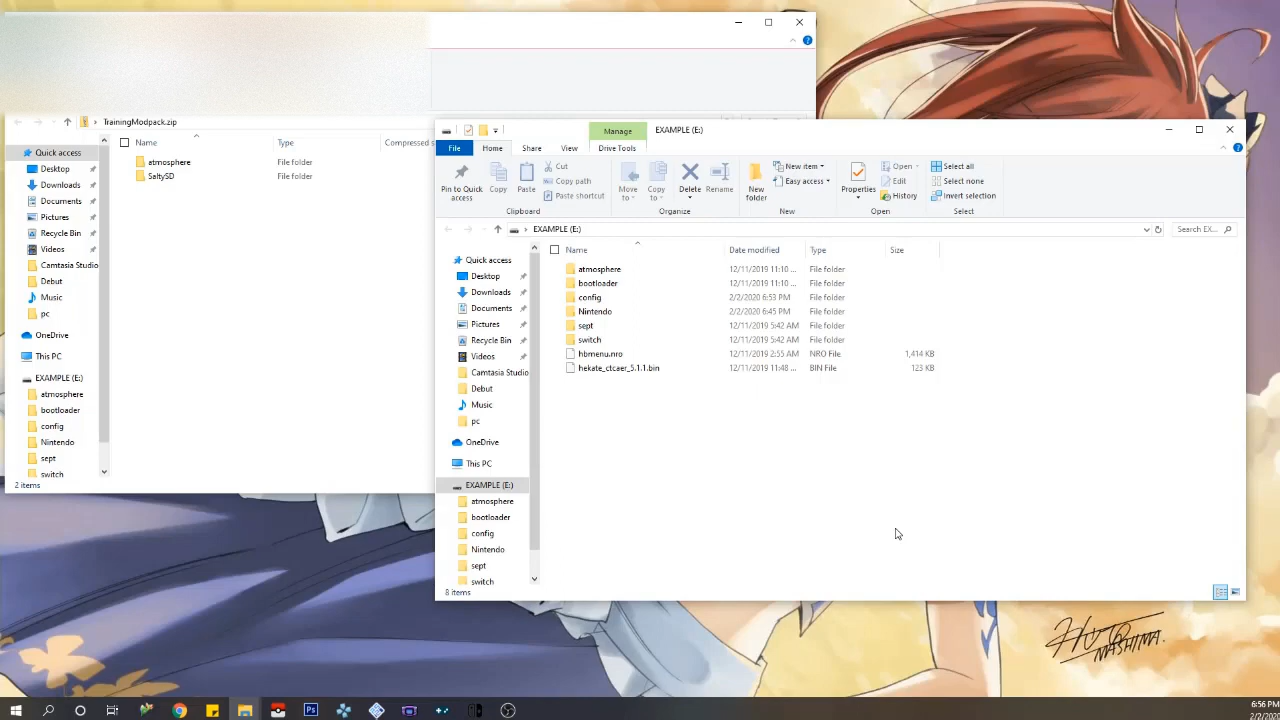 TrainingModpack.zip
Name Type Compressed s
Quick access
Desktop
Downloads
Documents
Pictures
Recycle Bin
Videos
Camtasia Studio
Debut
Music
pc
OneDrive
This PC
EXAMPLE (E:)
atmosphere
bootloader
config
Nintendo
sept
switch
atmosphere File folder
SaltySD File folder
2 items
Manage EXAMPLE (E:)
File Home Share View Drive Tools
Pin to Quick access
Copy
Paste
Cut
Copy path
Paste shortcut
Clipboard
Move to
Copy to
Delete
Rename
Organize
New folder
New item
Easy access
New
Properties
Open
Edit
History
Open
Select all
Select none
Invert selection
Select
EXAMPLE (E:) Search EX...
Name Date modified Type Size
Quick access
Desktop
Downloads
Documents
Pictures
Recycle Bin
Videos
Camtasia Studio
Debut
Music
pc
OneDrive
This PC
EXAMPLE (E:)
atmosphere
bootloader
config
Nintendo
sept
switch
atmosphere 12/11/2019 11:10 ... File folder
bootloader 12/11/2019 11:10 ... File folder
config 2/2/2020 6:53 PM File folder
Nintendo 2/2/2020 6:45 PM File folder
sept 12/11/2019 5:42 AM File folder
switch 12/11/2019 5:42 AM File folder
hbmenu.nro 12/11/2019 2:55 AM NRO File 1,414 KB
hekate_ctcaer_5.1.1.bin 12/11/2019 11:48 ... BIN File 123 KB
8 items
MASHIMA.
6:56 PM
2/2/2020